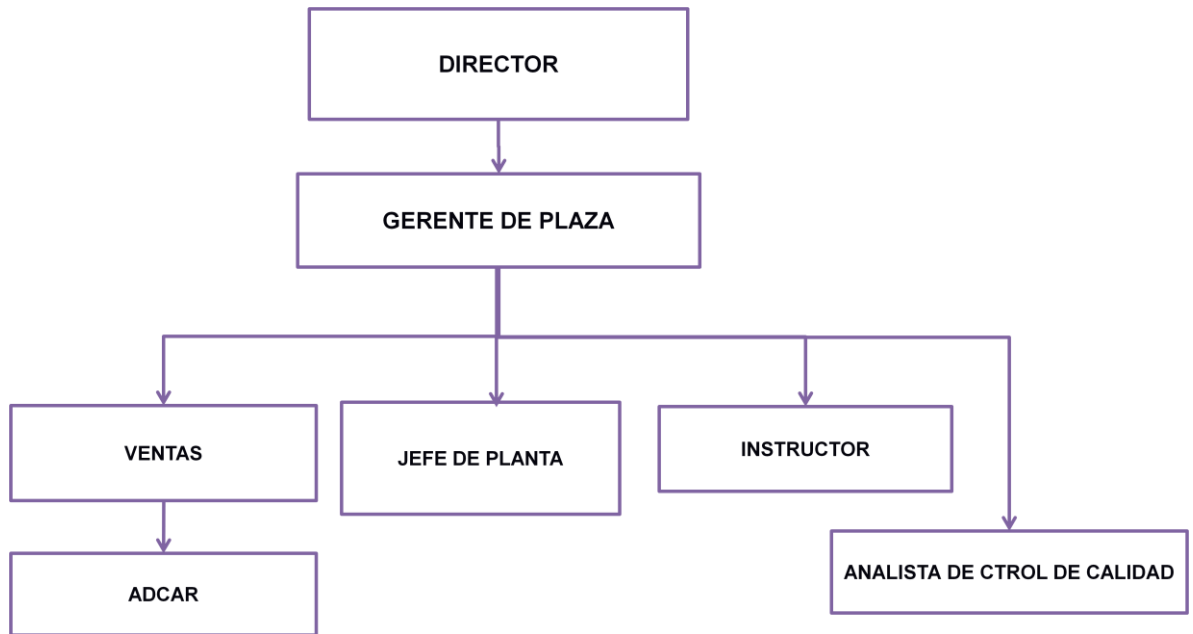 DIRECTOR
GERENTE DE PLAZA
VENTAS
JEFE DE PLANTA
INSTRUCTOR
ADCAR
ANALISTA DE CTROL DE CALIDAD